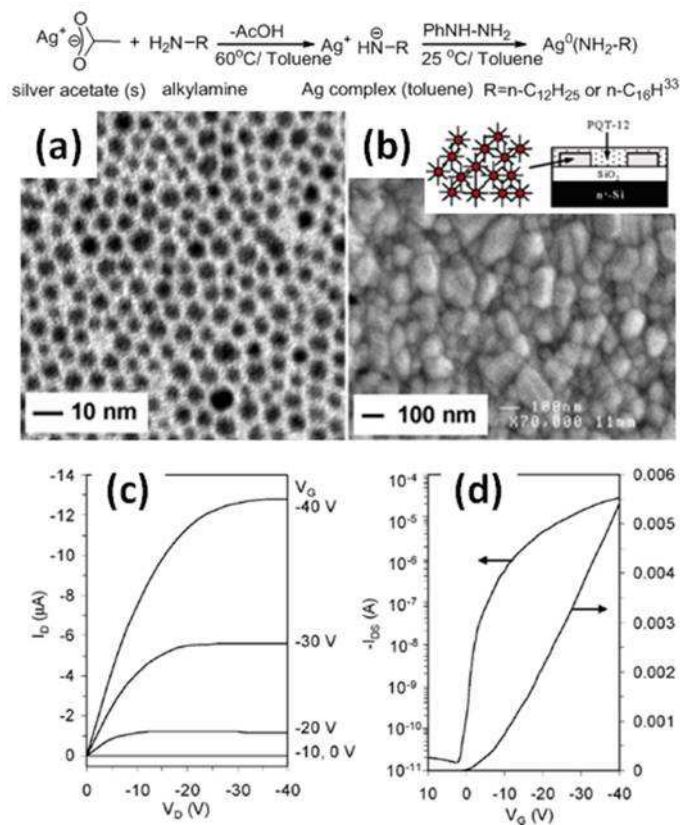 Ag⁺ ⊖ O O + H₂N-R -AcOH 60°C/ Toluene Ag⁺ HN⊖-R PhNH-NH₂ 25 °C/ Toluene Ag⁰(NH₂-R)
silver acetate (s) alkylamine Ag complex (toluene) R=n-C₁₂H₂₅ or n-C₁₆H³³
(a)
10 nm
(b)
PQT-12
SiO₂
n⁺-Si
100 nm
100nm
X70,000 11mm
(c)
-14
-12
-10
-8
-6
-4
-2
0
I_D (µA)
V_G
-40 V
-30 V
-20 V
-10, 0 V
0 -10 -20 -30 -40
V_D (V)
(d)
10⁻⁴
10⁻⁵
10⁻⁶
10⁻⁷
10⁻⁸
10⁻⁹
10⁻¹⁰
10⁻¹¹
-I_DS (A)
0.006
0.005
0.004
0.003
0.002
0.001
0
10 0 -10 -20 -30 -40
V_G (V)